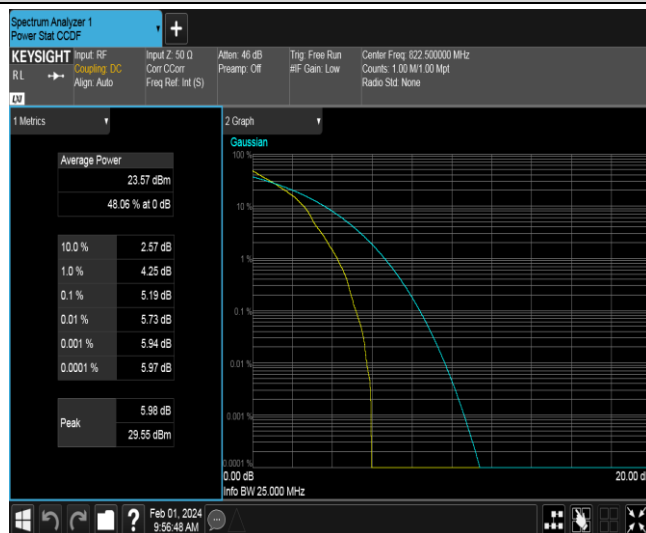 Spectrum Analyzer 1
Power Stat CCDF
KEYSIGHT
RL
LXI
Input: RF
Coupling: DC
Align: Auto
Input Z: 50 Ω
Corr CCorr
Freq Ref: Int (S)
Atten: 46 dB
Preamp: Off
Trig: Free Run
#IF Gain: Low
Center Freq: 822.500000 MHz
Counts: 1.00 M/1.00 Mpt
Radio Std: None
1 Metrics
Average Power
23.57 dBm
48.06 % at 0 dB
10.0 % 2.57 dB
1.0 % 4.25 dB
0.1 % 5.19 dB
0.01 % 5.73 dB
0.001 % 5.94 dB
0.0001 % 5.97 dB
Peak
5.98 dB
29.55 dBm
2 Graph
Gaussian
100 %
10 %
1 %
0.1 %
0.01 %
0.001 %
0.0001 %
0.00 dB
20.00 d
Info BW 25.000 MHz
Feb 01, 2024
9:56:48 AM